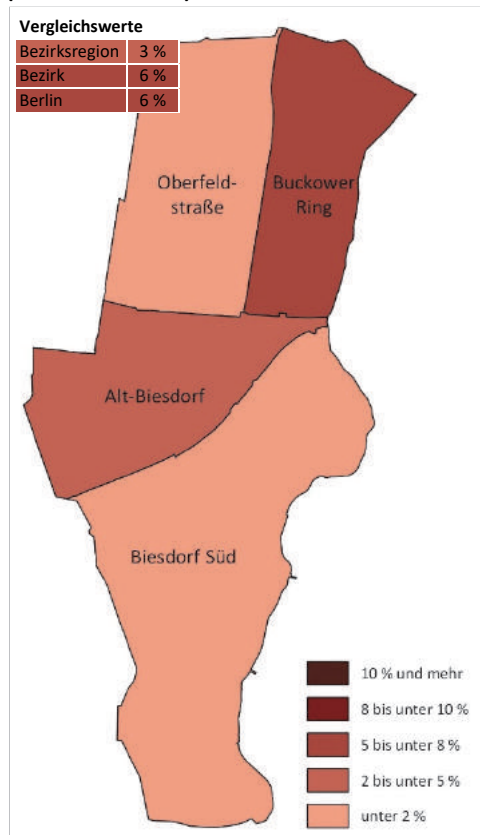 Vergleichswerte
Bezirksregion 3 %
Bezirk 6 %
Berlin 6 %
Oberfeld-
straße
Buckower
Ring
Alt-Biesdorf
Biesdorf Süd
10 % und mehr
8 bis unter 10 %
5 bis unter 8 %
2 bis unter 5 %
unter 2 %